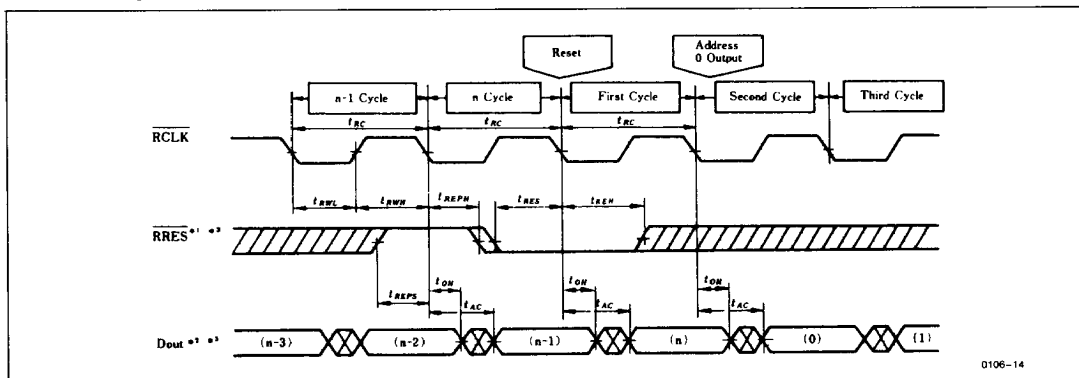 Reset
Address
0 Output
n-1 Cycle
n Cycle
First Cycle
Second Cycle
Third Cycle
tRC
tRC
tRC
RCLK
tRWL
tRWH
tREPH
tRES
tREH
RRES *1 *3
tREPS
tOH
tAC
tOH
tAC
tOH
tAC
Dout *2 *3
(n-3)
(n-2)
(n-1)
(n)
(0)
(1)
0106-14